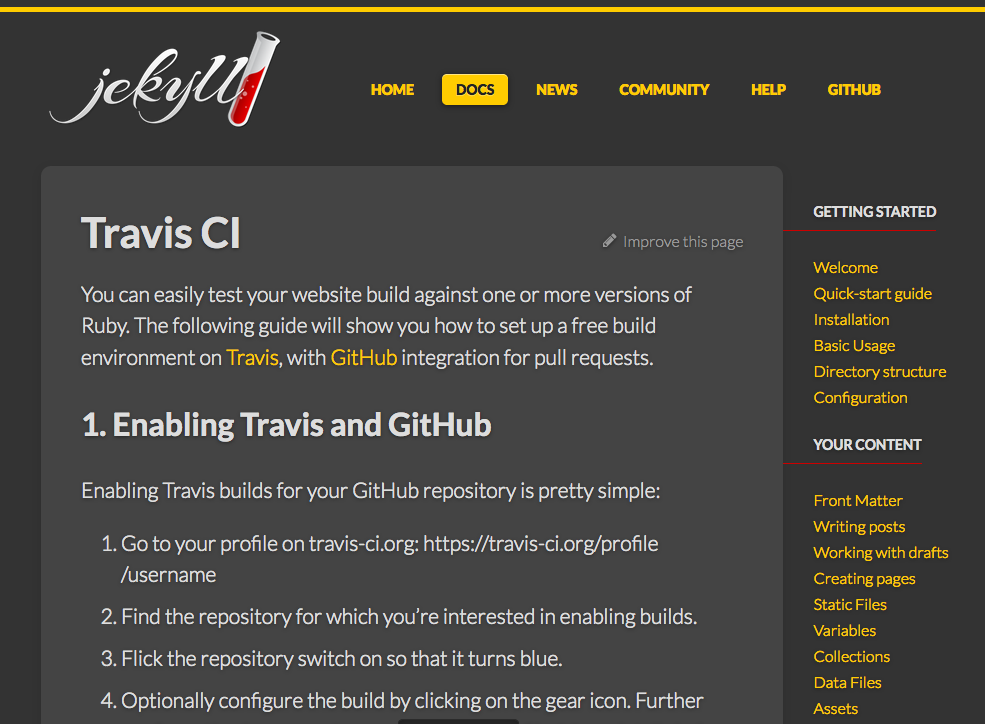 jekyll
HOME DOCS NEWS COMMUNITY HELP GITHUB
Travis CI
Improve this page
You can easily test your website build against one or more versions of
Ruby. The following guide will show you how to set up a free build
environment on Travis, with GitHub integration for pull requests.
1. Enabling Travis and GitHub
Enabling Travis builds for your GitHub repository is pretty simple:
1. Go to your profile on travis-ci.org: https://travis-ci.org/profile
/username
2. Find the repository for which you’re interested in enabling builds.
3. Flick the repository switch on so that it turns blue.
4. Optionally configure the build by clicking on the gear icon. Further
GETTING STARTED
Welcome
Quick-start guide
Installation
Basic Usage
Directory structure
Configuration
YOUR CONTENT
Front Matter
Writing posts
Working with drafts
Creating pages
Static Files
Variables
Collections
Data Files
Assets